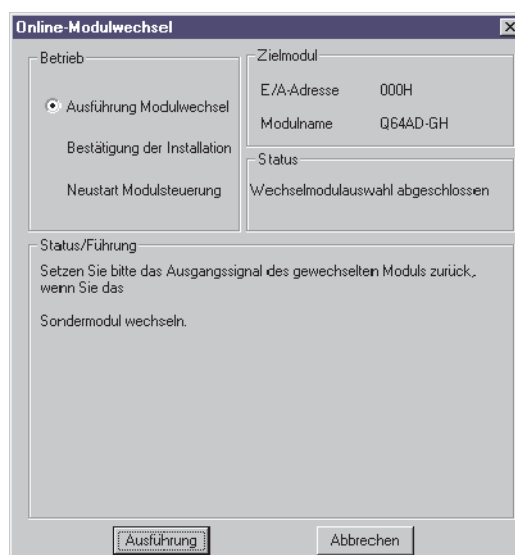 Online-Modulwechsel
Betrieb
Ausführung Modulwechsel
Bestätigung der Installation
Neustart Modulsteuerung
Zielmodul
E/A-Adresse 000H
Modulname Q64AD-GH
Status
Wechselmodulauswahl abgeschlossen
Status/Führung
Setzen Sie bitte das Ausgangssignal des gewechselten Moduls zurück,
wenn Sie das
Sondermodul wechseln.
Ausführung Abbrechen